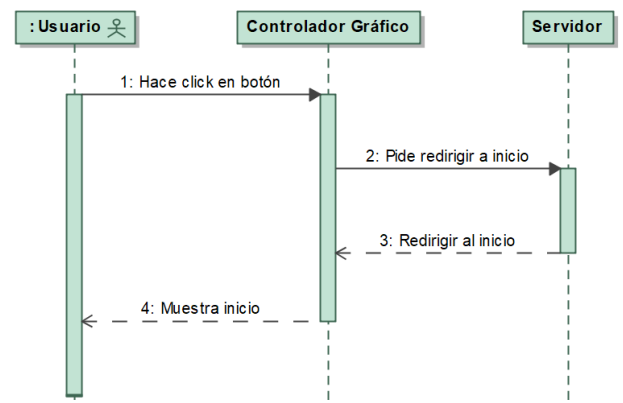 : Usuario
Controlador Gráfico
Servidor
1: Hace click en botón
2: Pide redirigir a inicio
3: Redirigir al inicio
4: Muestra inicio